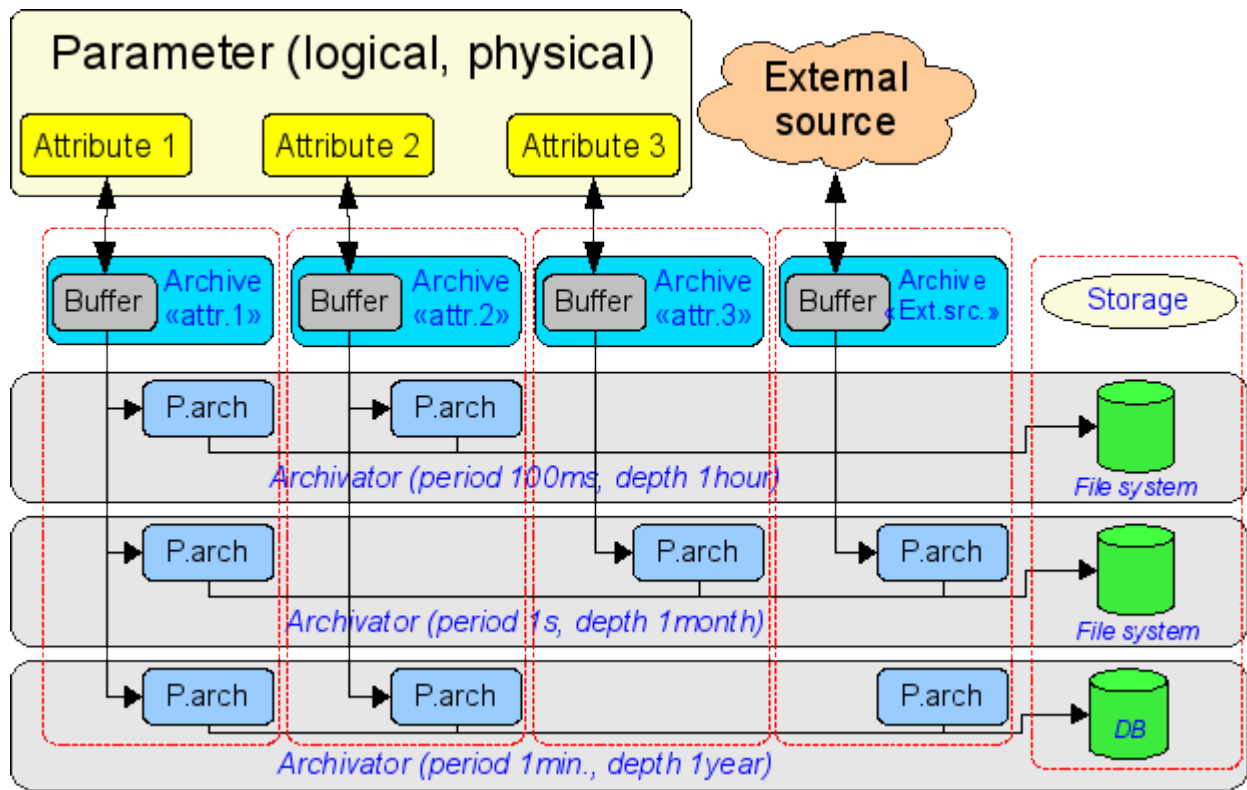 Parameter (logical, physical)
External
source
Attribute 1
Attribute 2
Attribute 3
Buffer
Archive
«attr.1»
Buffer
Archive
«attr.2»
Buffer
Archive
«attr.3»
Buffer
Archive
«Ext.src.»
Storage
P.arch
P.arch
Archivator (period 100ms, depth 1hour)
File system
P.arch
P.arch
P.arch
Archivator (period 1s, depth 1month)
File system
P.arch
P.arch
P.arch
DB
Archivator (period 1min., depth 1year)